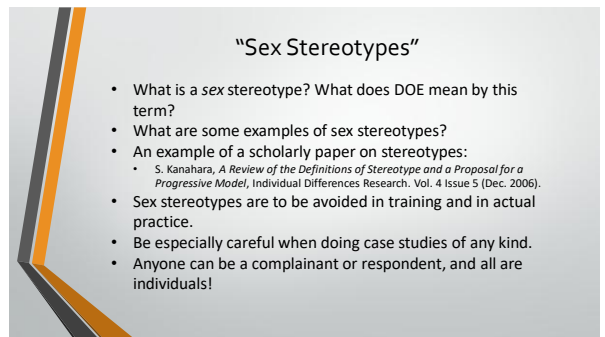 “Sex Stereotypes”
• What is a sex stereotype? What does DOE mean by this
term?
• What are some examples of sex stereotypes?
• An example of a scholarly paper on stereotypes:
• S. Kanahara, A Review of the Definitions of Stereotype and a Proposal for a
Progressive Model, Individual Differences Research. Vol. 4 Issue 5 (Dec. 2006).
• Sex stereotypes are to be avoided in training and in actual
practice.
• Be especially careful when doing case studies of any kind.
• Anyone can be a complainant or respondent, and all are
individuals!